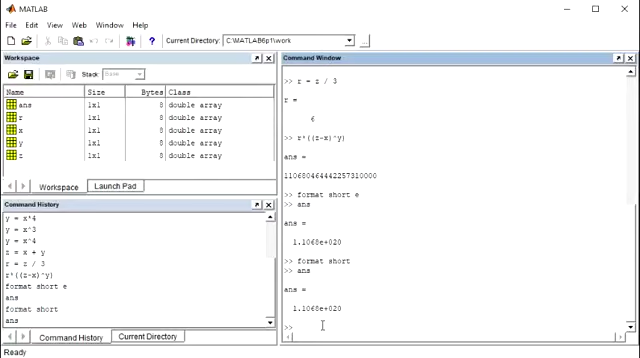 MATLAB
File Edit View Web Window Help
Current Directory: C:\MATLAB6p1\work
Workspace
Stack: Base
Name Size Bytes Class
ans 1x1 8 double array
r 1x1 8 double array
x 1x1 8 double array
y 1x1 8 double array
z 1x1 8 double array
Workspace Launch Pad
Command History
y = x*4
y = x^3
y = x^4
z = x + y
r = z / 3
r*((z-x)^y)
format short e
ans
format short
ans
Command History Current Directory
Command Window
>> r = z / 3
r =
6
>> r*((z-x)^y)
ans =
110680464442257310000
>> format short e
>> ans
ans =
1.1068e+020
>> format short
>> ans
ans =
1.1068e+020
>>
Ready